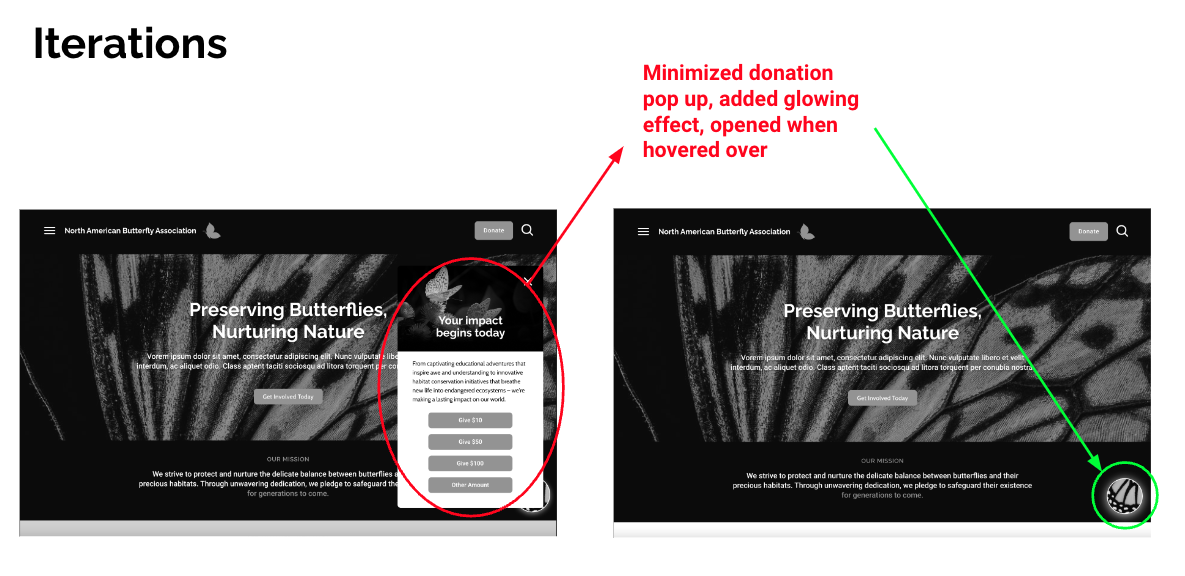 Iterations
Minimized donation
pop up, added glowing
effect, opened when
hovered over
North American Butterfly Association
Donate
Preserving Butterflies,
Nurturing Nature
Vorem ipsum dolor sit amet, consectetur adipiscing elit. Nunc vulputate libe
interdum, ac aliquet odio. Class aptent taciti sociosqu ad litora torquent per co
Get Involved Today
OUR MISSION
We strive to protect and nurture the delicate balance between butterflies a
precious habitats. Through unwavering dedication, we pledge to safeguard the
for generations to come.
Your impact
begins today
From captivating educational adventures that
inspire awe and understanding to innovative
habitat conservation initiatives that breathe
new life into endangered ecosystems – we're
making a lasting impact on our world.
Give $10
Give $50
Give $100
Other Amount
North American Butterfly Association
Donate
Preserving Butterflies,
Nurturing Nature
Vorem ipsum dolor sit amet, consectetur adipiscing elit. Nunc vulputate libero et velit
interdum, ac aliquet odio. Class aptent taciti sociosqu ad litora torquent per conubia nostra
Get Involved Today
OUR MISSION
We strive to protect and nurture the delicate balance between butterflies and their
precious habitats. Through unwavering dedication, we pledge to safeguard their existence
for generations to come.